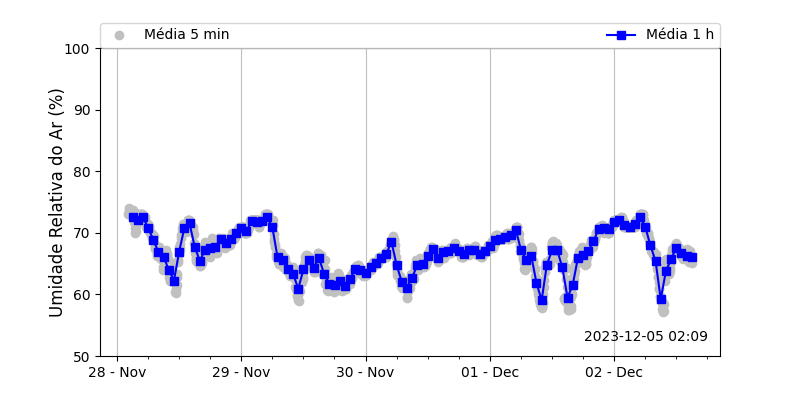 Média 5 min
Média 1 h
Umidade Relativa do Ar (%)
100
90
80
70
60
50
2023-12-05 02:09
28 - Nov
29 - Nov
30 - Nov
01 - Dec
02 - Dec